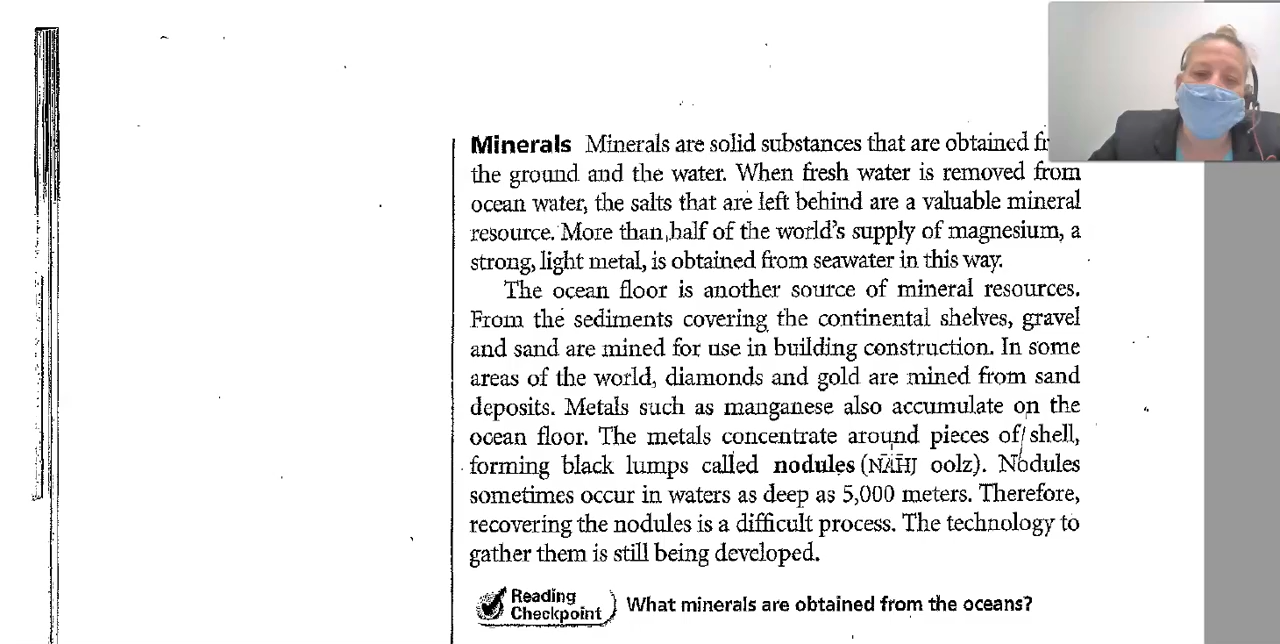 Minerals Minerals are solid substances that are obtained
the ground and the water. When fresh water is removed from
ocean water, the salts that are left behind are a valuable mineral
resource. More than half of the world's supply of magnesium, a
strong, light metal, is obtained from seawater in this way.
The ocean floor is another source of mineral resources.
From the sediments covering the continental shelves, gravel
and sand are mined for use in building construction. In some
areas of the world, diamonds and gold are mined from sand
deposits. Metals such as manganese also accumulate on the
ocean floor. The metals concentrate around pieces of shell,
forming black lumps called nodules (NAHJ oolz). Nodules
sometimes occur in waters as deep as 5,000 meters. Therefore,
recovering the nodules is a difficult process. The technology to
gather them is still being developed.
Reading
Checkpoint
What minerals are obtained from the oceans?